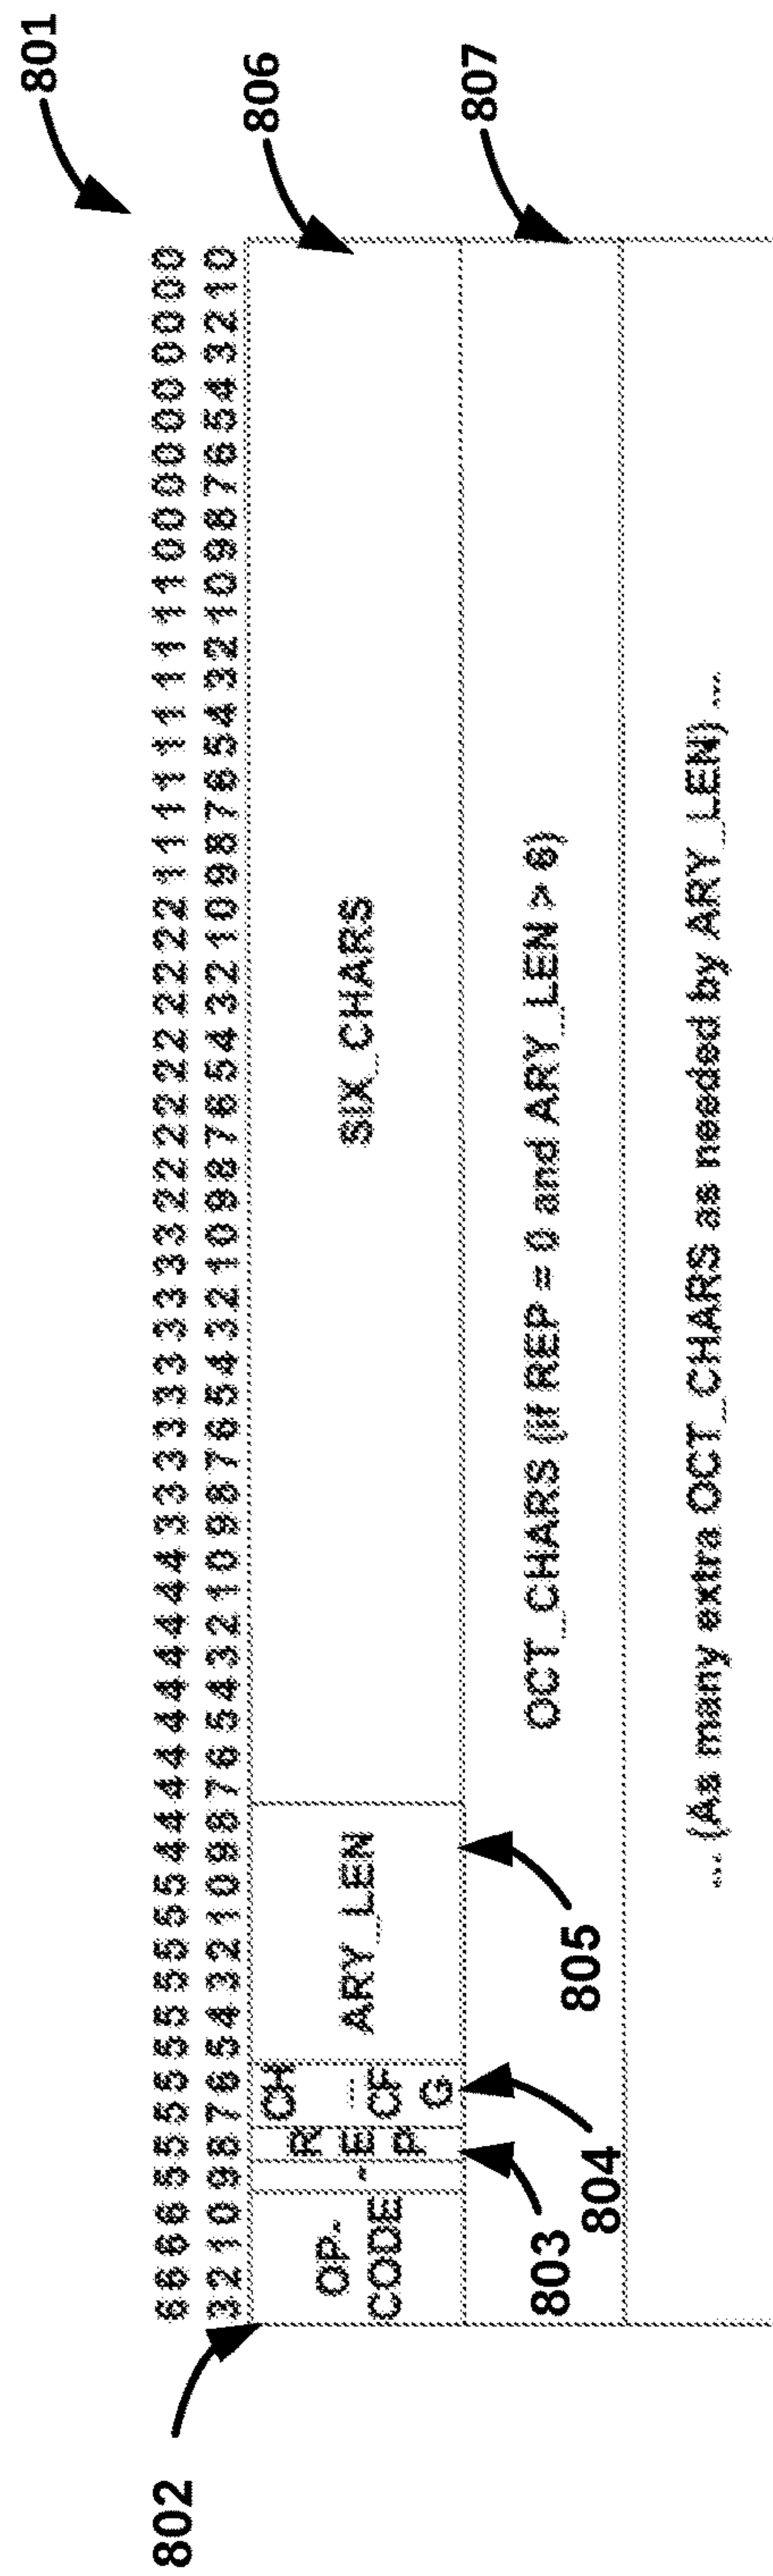 801
802
6 6 6 6 5 5 5 5 5 5 5 5 5 5 4 4 4 4 4 4 4 4 4 4 3 3 3 3 3 3 3 3 3 3 2 2 2 2 2 2 2 2 2 2 1 1 1 1 1 1 1 1 1 1 0 0 0 0 0 0 0 0 0 0
3 2 1 0 9 8 7 6 5 4 3 2 1 0 9 8 7 6 5 4 3 2 1 0 9 8 7 6 5 4 3 2 1 0 9 8 7 6 5 4 3 2 1 0 9 8 7 6 5 4 3 2 1 0 9 8 7 6 5 4 3 2 1 0
806
OP-
CODE
-
R
E
P
CH
_
CF
G
ARY_LEN
SIX_CHARS
807
803
804
805
OCT_CHARS (if REP = 0 and ARY_LEN > 6)
... (As many extra OCT_CHARS as needed by ARY_LEN) ...